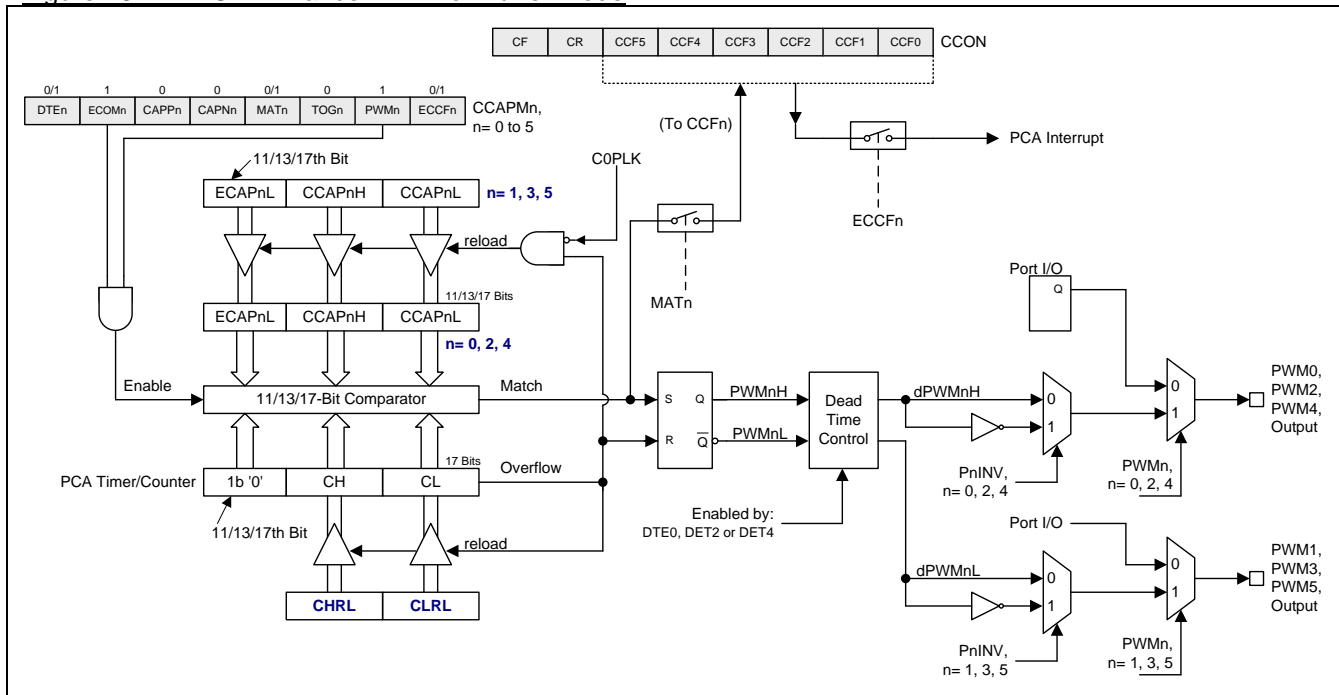 CF CR CCF5 CCF4 CCF3 CCF2 CCF1 CCF0 CCON
0/1 1 0 0 0/1 0 1 0/1
DTEn ECOMn CAPPn CAPNn MATn TOGn PWMn ECCFn
CCAPMn,
n= 0 to 5
(To CCFn)
PCA Interrupt
11/13/17th Bit
C0PLK
ECAPnL CCAPnH CCAPnL n= 1, 3, 5
ECCFn
reload
Port I/O
Q
MATn
11/13/17 Bits
ECAPnL CCAPnH CCAPnL
n= 0, 2, 4
Enable
11/13/17-Bit Comparator
Match
S Q
R Q
PWMnH
PWMnL
Dead
Time
Control
dPWMnH
0
1
0
1
PWM0,
PWM2,
PWM4,
Output
PnINV,
n= 0, 2, 4
PWMn,
n= 0, 2, 4
17 Bits
PCA Timer/Counter 1b '0' CH CL
Overflow
11/13/17th Bit
Enabled by:
DTE0, DET2 or DET4
Port I/O
reload
dPWMnL
0
1
0
1
PWM1,
PWM3,
PWM5,
Output
CHRL CLRL
PnINV,
n= 1, 3, 5
PWMn,
n= 1, 3, 5